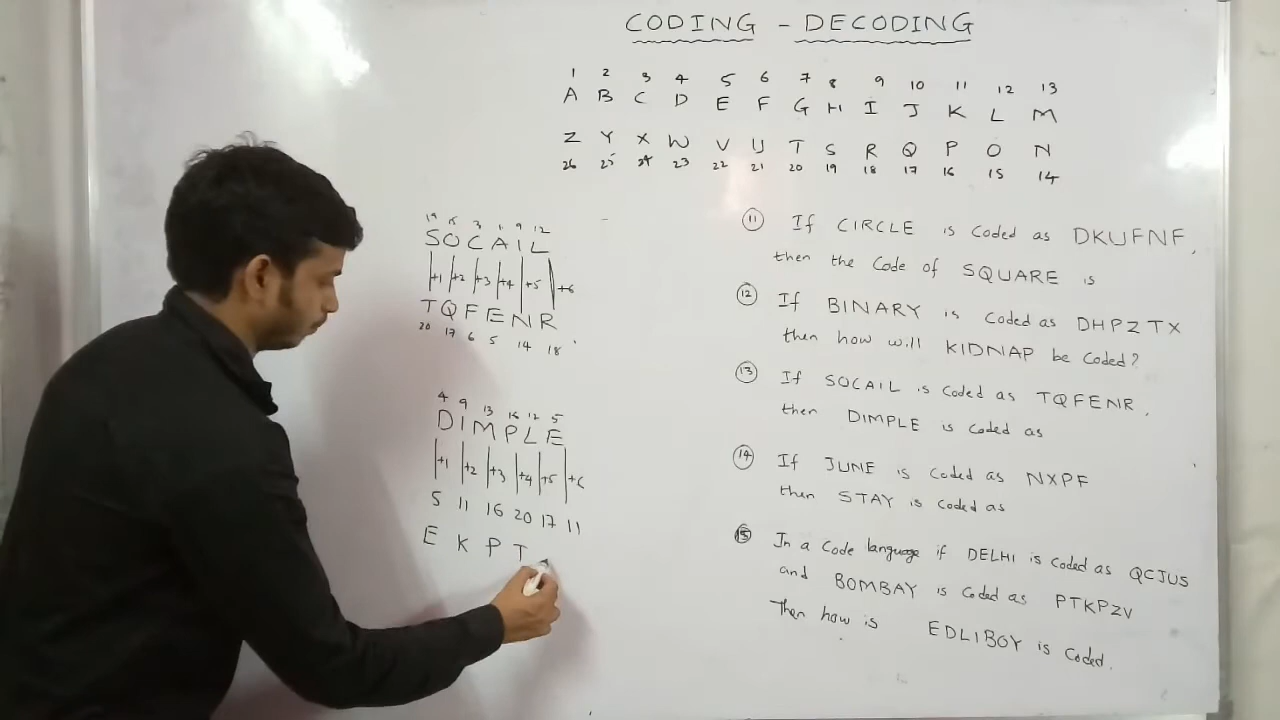 CODING - DECODING
1 2 3 4 5 6 7 8 9 10 11 12 13
A B C D E F G H I J K L M
Z Y X W V U T S R Q P O N
26 25 24 23 22 21 20 19 18 17 16 15 14
19 15 3 1 9 12
SOCAIL
+1 +2 +3 +4 +5 +6
TQFENR
20 17 6 5 14 18
4 9 13 16 12 5
DIMPLE
+1 +2 +3 +4 +5 +6
5 11 16 20 17 11
E K P T
11 If CIRCLE is coded as DKUFNF,
then the code of SQUARE is
12 If BINARY is coded as DHPZTX
then how will KIDNAP be coded?
13 If SOCAIL is coded as TQFENR,
then DIMPLE is coded as
14 If JUNE is coded as NXPF
then STAY is coded as
15 In a code language if DELHI is coded as QCJUS
and BOMBAY is coded as PTKPZV
Then how is EDLIBOY is coded.